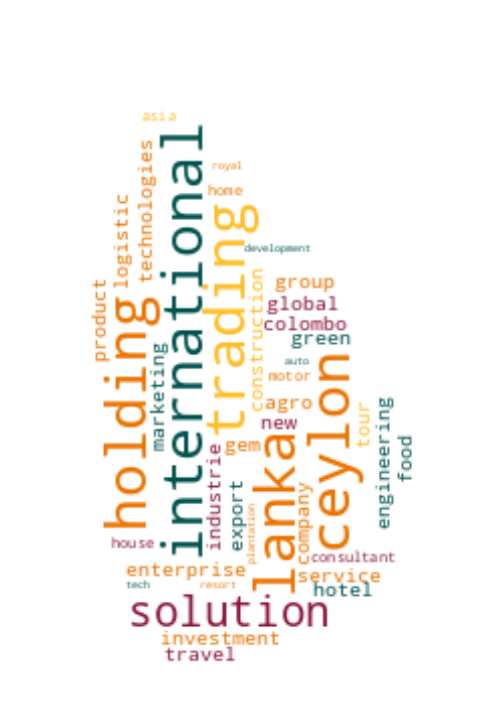 asia
international
technologies
royal
home
logistic
trading
development
construction
product
group
holding
global
colombo
green
marketing
auto
ceylon
motor
agro
tour
new
engineering
lanka
gem
food
industrie
export
company
plantation
house
consultant
enterprise
service
tech
resort
hotel
solution
investment
travel